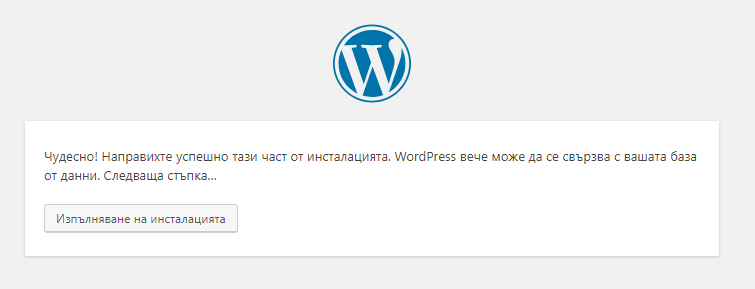 Чудесно! Направихте успешно тази част от инсталацията. WordPress вече може да се свързва с вашата база
от данни. Следваща стъпка...
Изпълняване на инсталацията